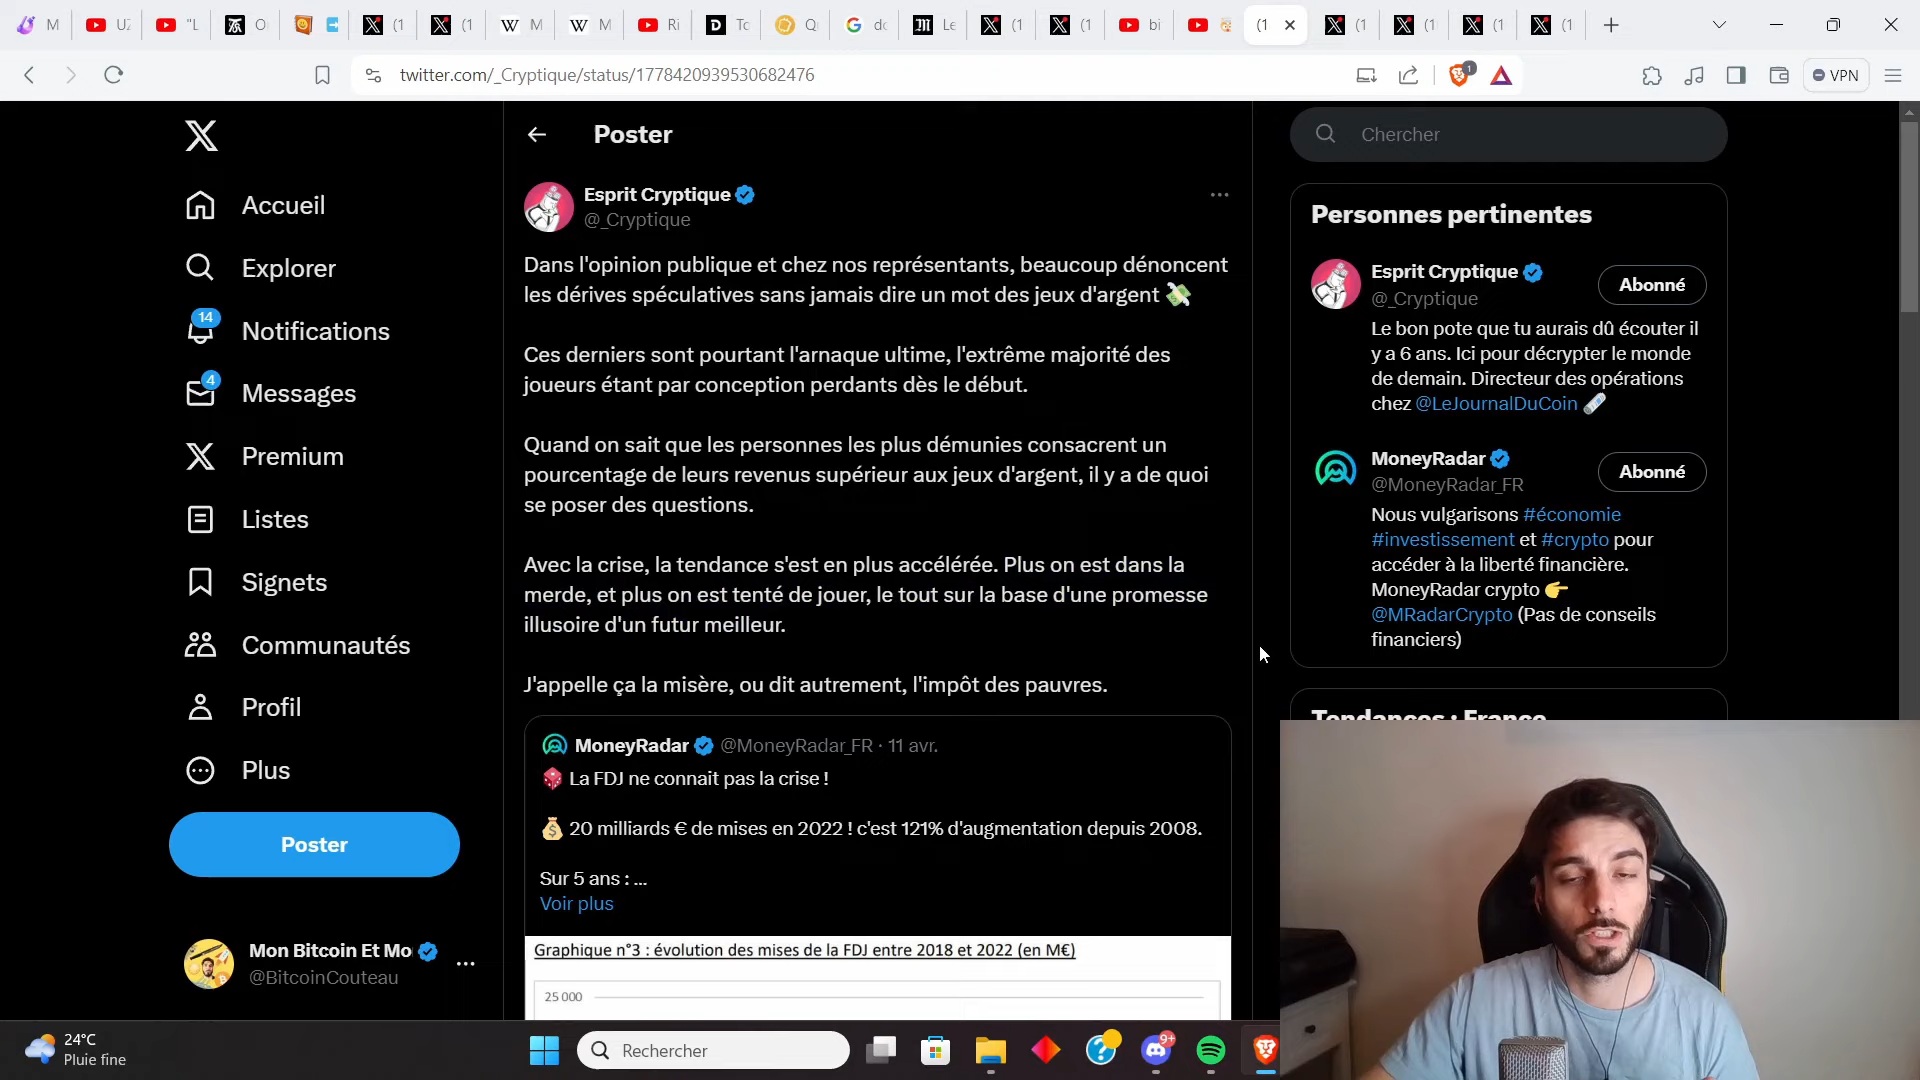 twitter.com/_Cryptique/status/1778420939530682476
VPN
Poster
Chercher
Accueil
Explorer
14
Notifications
4
Messages
Premium
Listes
Signets
Communautés
Profil
Plus
Poster
Mon Bitcoin Et Mo
@BitcoinCouteau
Esprit Cryptique
@_Cryptique
Dans l'opinion publique et chez nos représentants, beaucoup dénoncent
les dérives spéculatives sans jamais dire un mot des jeux d'argent 💸
Ces derniers sont pourtant l'arnaque ultime, l'extrême majorité des
joueurs étant par conception perdants dès le début.
Quand on sait que les personnes les plus démunies consacrent un
pourcentage de leurs revenus supérieur aux jeux d'argent, il y a de quoi
se poser des questions.
Avec la crise, la tendance s'est en plus accélérée. Plus on est dans la
merde, et plus on est tenté de jouer, le tout sur la base d'une promesse
illusoire d'un futur meilleur.
J'appelle ça la misère, ou dit autrement, l'impôt des pauvres.
MoneyRadar @MoneyRadar_FR · 11 avr.
🎲 La FDJ ne connait pas la crise !
💰 20 milliards € de mises en 2022 ! c'est 121% d'augmentation depuis 2008.
Sur 5 ans : ...
Voir plus
Graphique n°3 : évolution des mises de la FDJ entre 2018 et 2022 (en M€)
25 000
Personnes pertinentes
Esprit Cryptique
@_Cryptique
Abonné
Le bon pote que tu aurais dû écouter il
y a 6 ans. Ici pour décrypter le monde
de demain. Directeur des opérations
chez @LeJournalDuCoin 🗞️
MoneyRadar
@MoneyRadar_FR
Abonné
Nous vulgarisons #économie
#investissement et #crypto pour
accéder à la liberté financière.
MoneyRadar crypto 👉
@MRadarCrypto (Pas de conseils
financiers)
Tendances : France
24°C
Pluie fine
Rechercher
9+